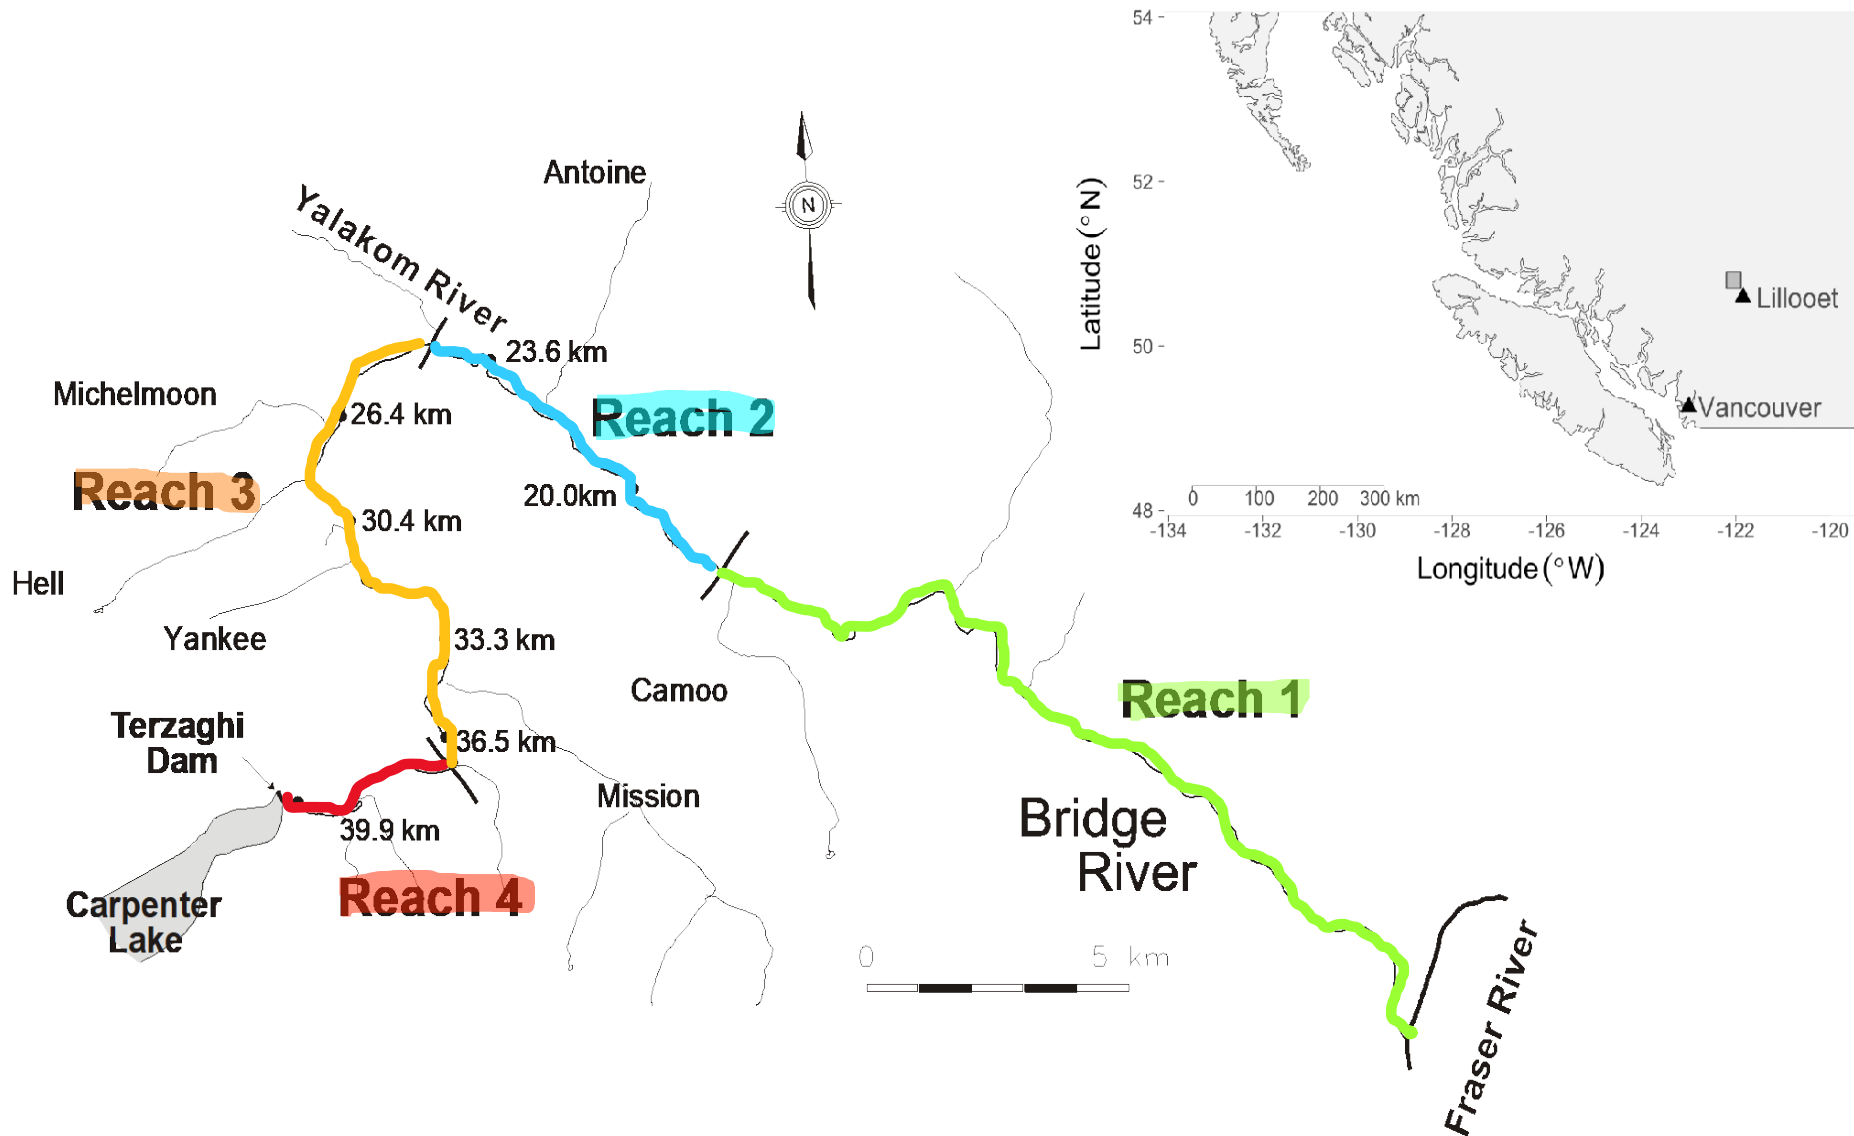 Antoine
Yalakom River
N
23.6 km
Michelmoon
26.4 km
Reach 2
Reach 3
20.0km
30.4 km
Hell
Yankee
33.3 km
Camoo
Reach 1
Terzaghi
Dam
36.5 km
Mission
39.9 km
Bridge
River
Carpenter
Lake
Reach 4
0 5 km
Fraser River
54
52
50
48
Latitude (°N)
Lillooet
Vancouver
0 100 200 300 km
-134 -132 -130 -128 -126 -124 -122 -120
Longitude (°W)